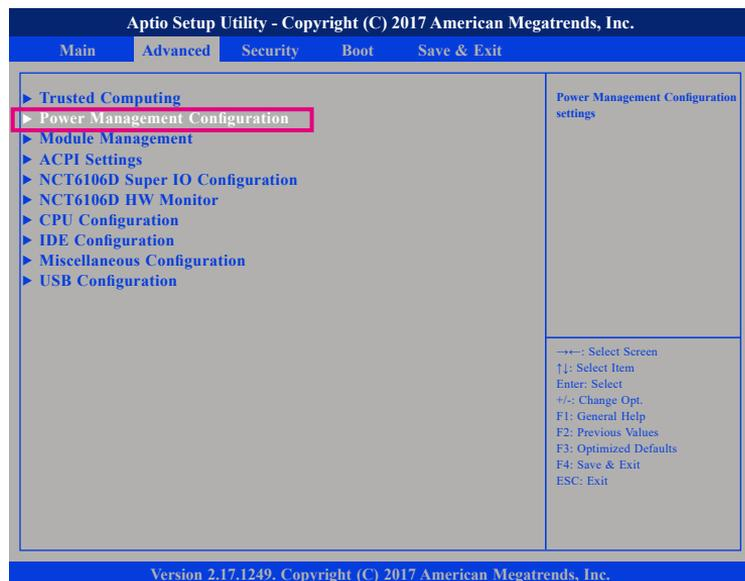 Aptio Setup Utility - Copyright (C) 2017 American Megatrends, Inc.
Main Advanced Security Boot Save & Exit
► Trusted Computing
► Power Management Configuration
► Module Management
► ACPI Settings
► NCT6106D Super IO Configuration
► NCT6106D HW Monitor
► CPU Configuration
► IDE Configuration
► Miscellaneous Configuration
► USB Configuration
Power Management Configuration
settings
→←: Select Screen
↑↓: Select Item
Enter: Select
+/-: Change Opt.
F1: General Help
F2: Previous Values
F3: Optimized Defaults
F4: Save & Exit
ESC: Exit
Version 2.17.1249. Copyright (C) 2017 American Megatrends, Inc.